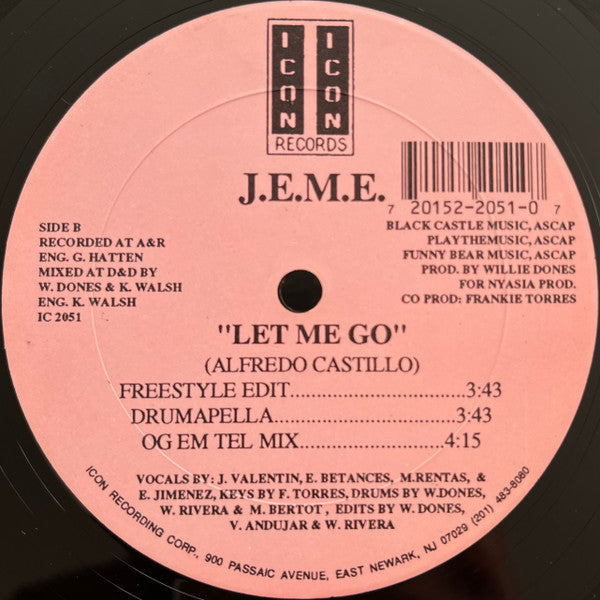 ICON ICON
RECORDS
J.E.M.E.
7 20152-2051-0 7
SIDE B
RECORDED AT A&R
ENG. G. HATTEN
MIXED AT D&D BY
W. DONES & K. WALSH
ENG. K. WALSH
IC 2051
BLACK CASTLE MUSIC, ASCAP
PLAYTHEMUSIC, ASCAP
FUNNY BEAR MUSIC, ASCAP
PROD. BY WILLIE DONES
FOR NYASIA PROD.
CO PROD: FRANKIE TORRES
"LET ME GO"
(ALFREDO CASTILLO)
FREESTYLE EDIT..............................3:43
DRUMAPELLA..............................3:43
OG EM TEL MIX.........................4:15
VOCALS BY: J. VALENTIN, E. BETANCES, M.RENTAS, &
E. JIMENEZ, KEYS BY F. TORRES, DRUMS BY W.DONES,
W. RIVERA & M. BERTOT , EDITS BY W. DONES,
V. ANDUJAR & W. RIVERA
ICON RECORDING CORP., 900 PASSAIC AVENUE, EAST NEWARK, NJ 07029 (201) 483-8080